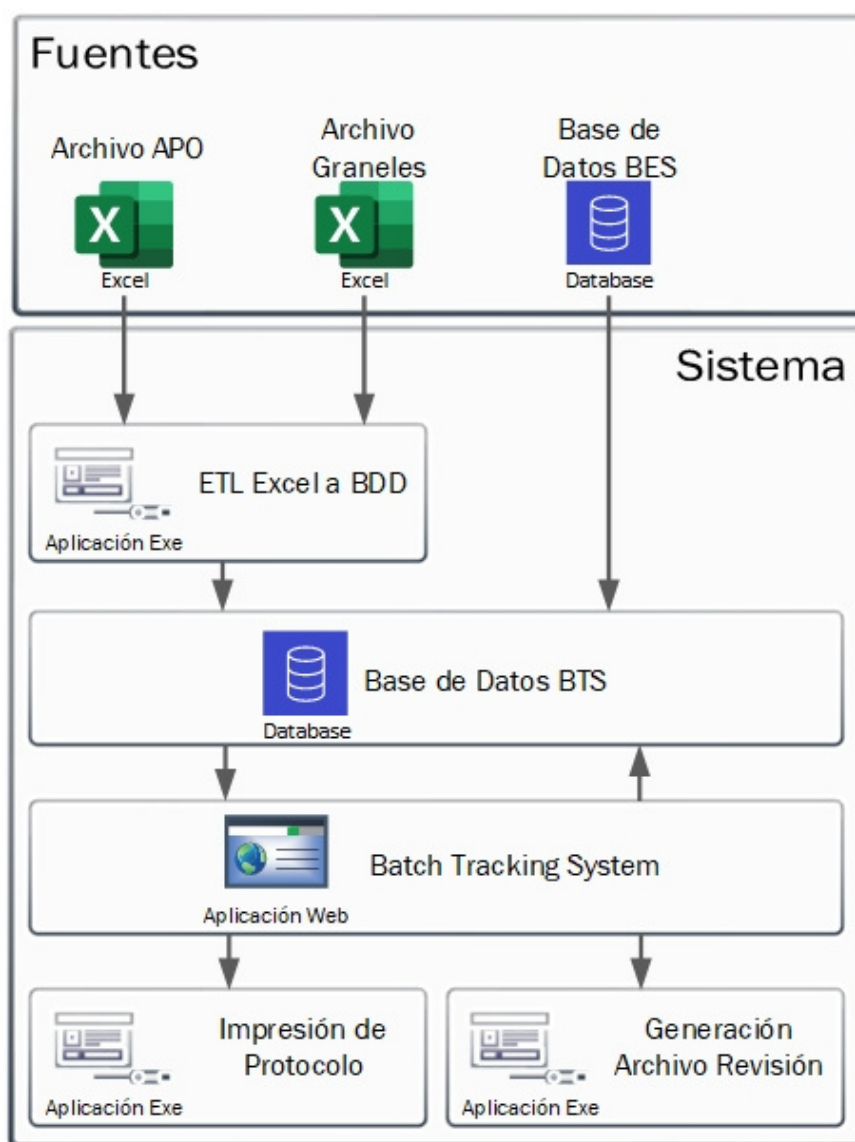 Fuentes
Archivo APO
Archivo
Graneles
Base de
Datos BES
X
Excel
X
Excel
Database
Sistema
ETL Excel a BDD
Aplicación Exe
Base de Datos BTS
Database
Batch Tracking System
Aplicación Web
Impresión de
Protocolo
Aplicación Exe
Generación
Archivo Revisión
Aplicación Exe